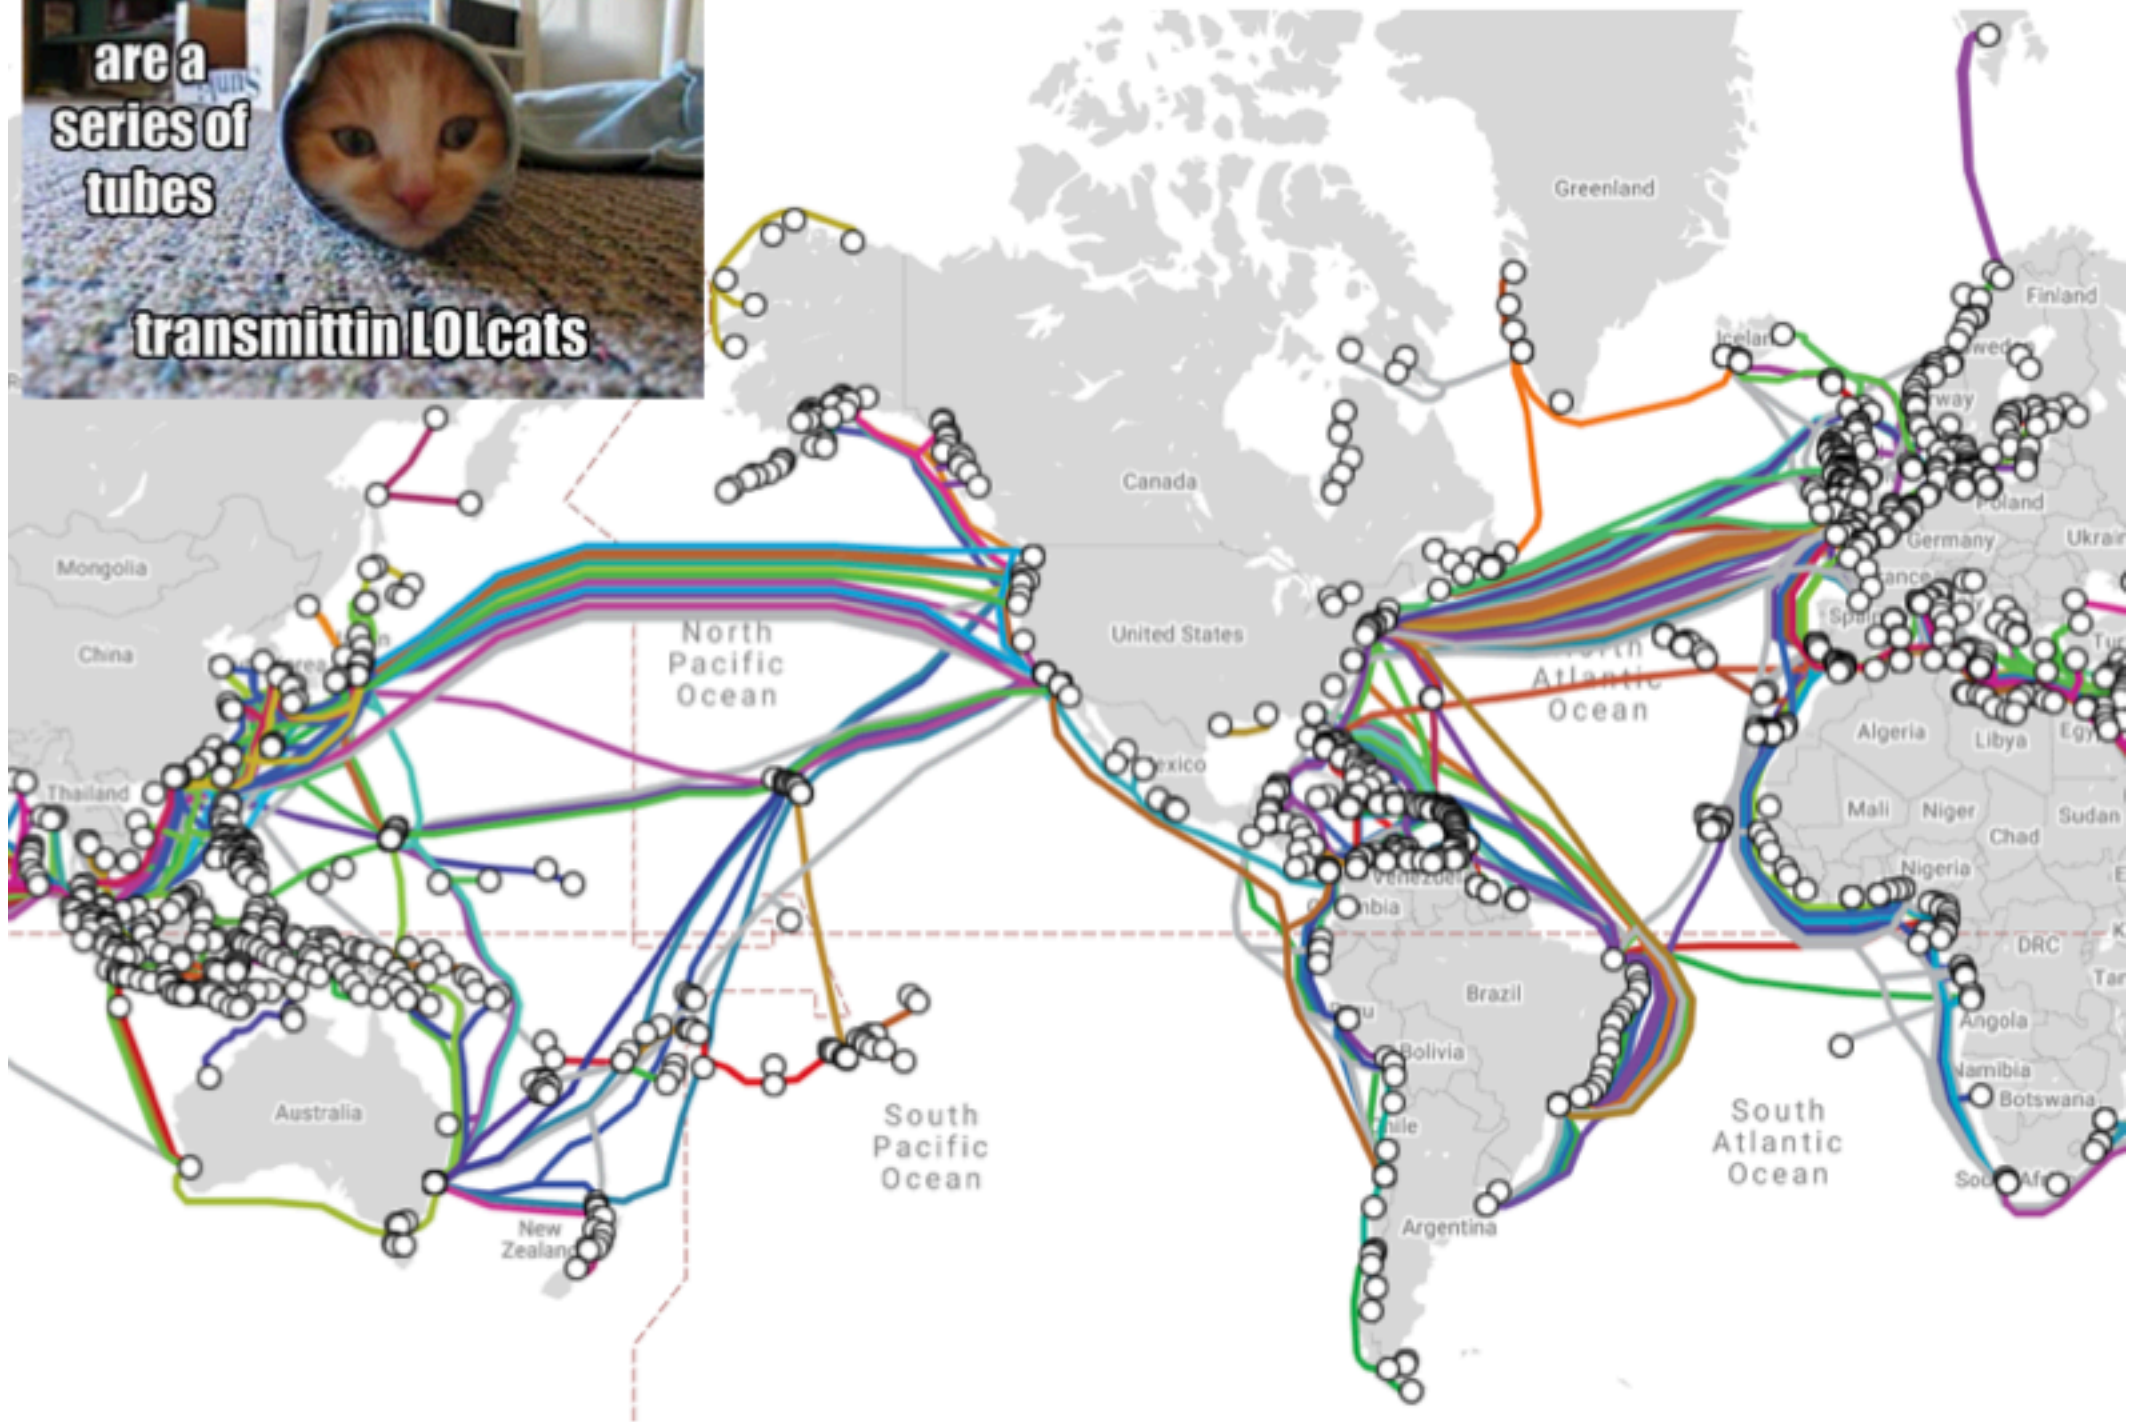 are a
series of
tubes
transmittin LOLcats
Greenland
Finland
Canada
Poland
Mongolia
Germany
North
Pacific
Ocean
United States
China
Atlantic
Ocean
Algeria
Libya
Thailand
Mali
Niger
Sudan
Chad
Nigeria
DRC
Brazil
Angola
Bolivia
Namibia
Botswana
Australia
South
Pacific
Ocean
South
Atlantic
Ocean
New
Argentina